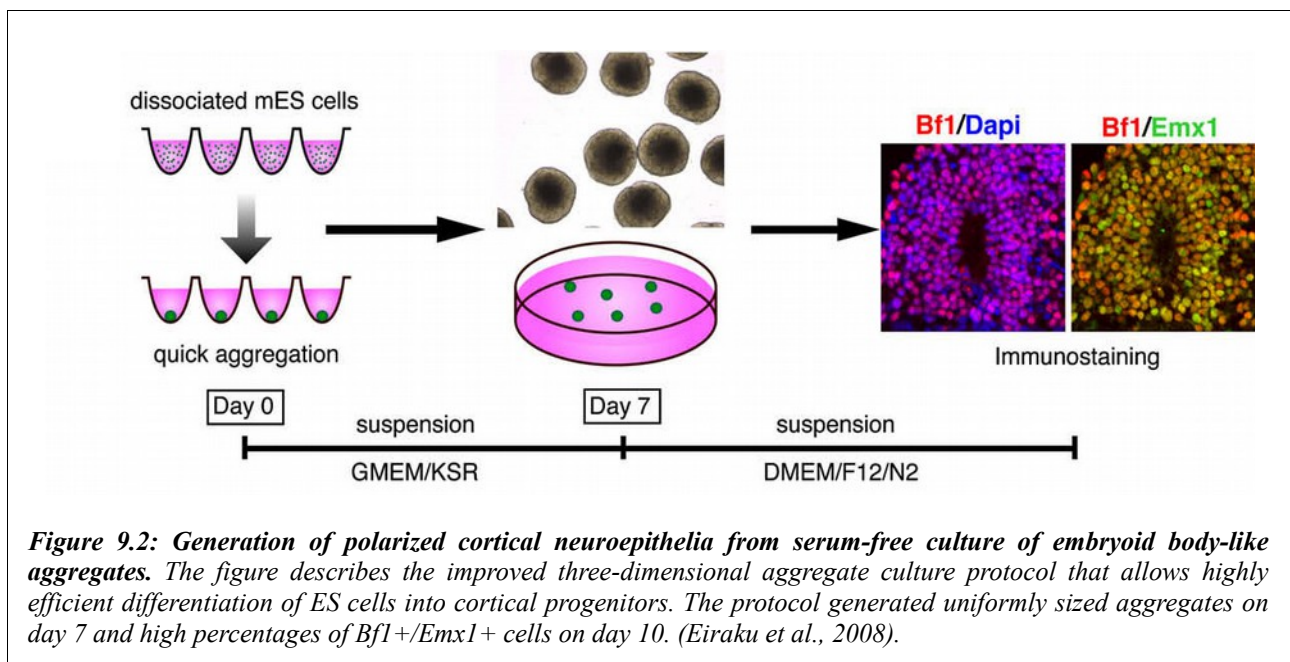 dissociated mES cells
quick aggregation
Bf1/Dapi
Bf1/Emx1
Immunostaining
Day 0
Day 7
suspension
suspension
GMEM/KSR
DMEM/F12/N2
Figure 9.2: Generation of polarized cortical neuroepithelia from serum-free culture of embryoid body-like
aggregates. The figure describes the improved three-dimensional aggregate culture protocol that allows highly
efficient differentiation of ES cells into cortical progenitors. The protocol generated uniformly sized aggregates on
day 7 and high percentages of Bf1+/Emx1+ cells on day 10. (Eiraku et al., 2008).